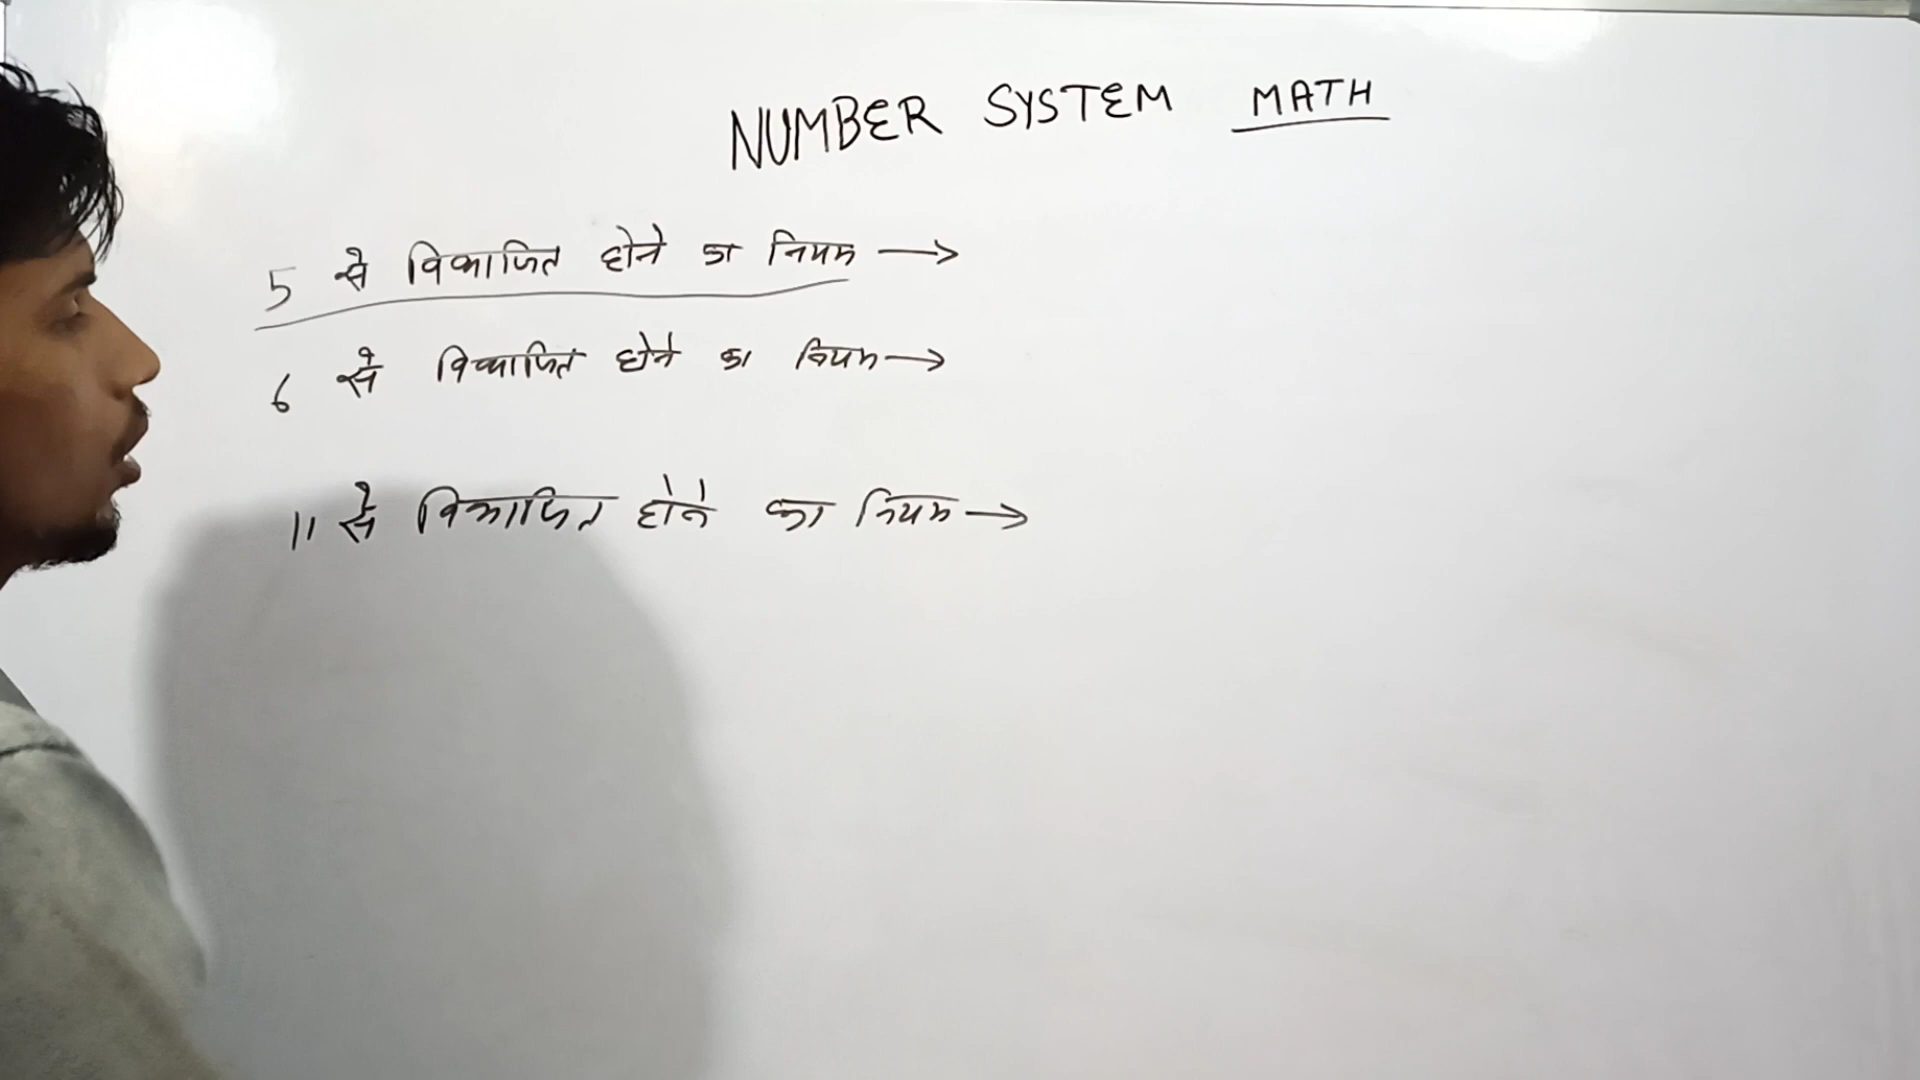 NUMBER SYSTEM MATH
5 से विभाजित होने का नियम →
6 से विभाजित होने का नियम →
11 से विभाजित होने का नियम →